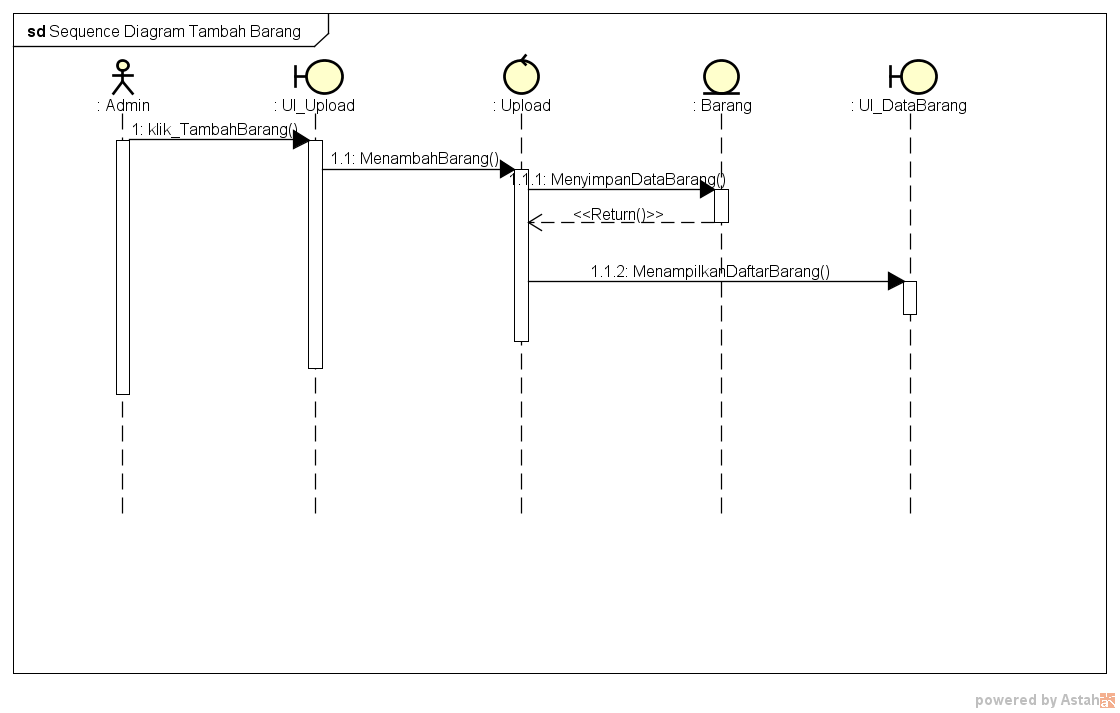 sd Sequence Diagram Tambah Barang
: Admin
: UI_Upload
: Upload
: Barang
: UI_DataBarang
1: klik_TambahBarang()
1.1: MenambahBarang()
1.1.1: MenyimpanDataBarang()
<<Return()>>
1.1.2: MenampilkanDaftarBarang()
powered by Astah